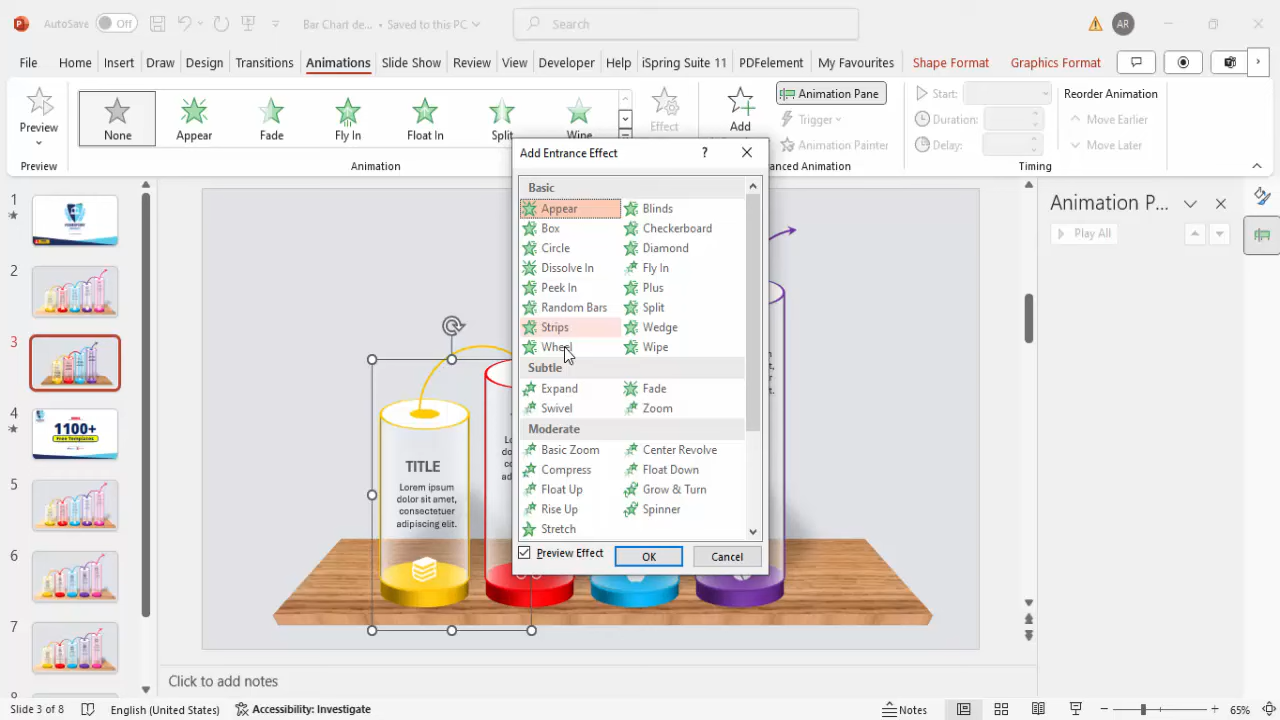 AutoSave Off
Bar Chart de... • Saved to this PC
Search
AR
File Home Insert Draw Design Transitions Animations Slide Show Review View Developer Help iSpring Suite 11 PDFelement My Favourites Shape Format Graphics Format
Preview
None Appear Fade Fly In Float In Split Wipe
Effect
Add
Animation Pane
Trigger
Animation Painter
Start:
Duration:
Delay:
Reorder Animation
Move Earlier
Move Later
Preview
Animation
Timing
Add Entrance Effect ?
Basic
Appear Blinds
Box Checkerboard
Circle Diamond
Dissolve In Fly In
Peek In Plus
Random Bars Split
Strips Wedge
Wheel Wipe
Subtle
Expand Fade
Swivel Zoom
Moderate
Basic Zoom Center Revolve
Compress Float Down
Float Up Grow & Turn
Rise Up Spinner
Stretch
Preview Effect OK Cancel
1
2
3
4
1100+
Free Templates
5
6
7
8
TITLE
Lorem ipsum
dolor sit amet,
consectetuer
adipiscing elit.
Animation P...
Play All
Click to add notes
Slide 3 of 8 English (United States) Accessibility: Investigate Notes 65%